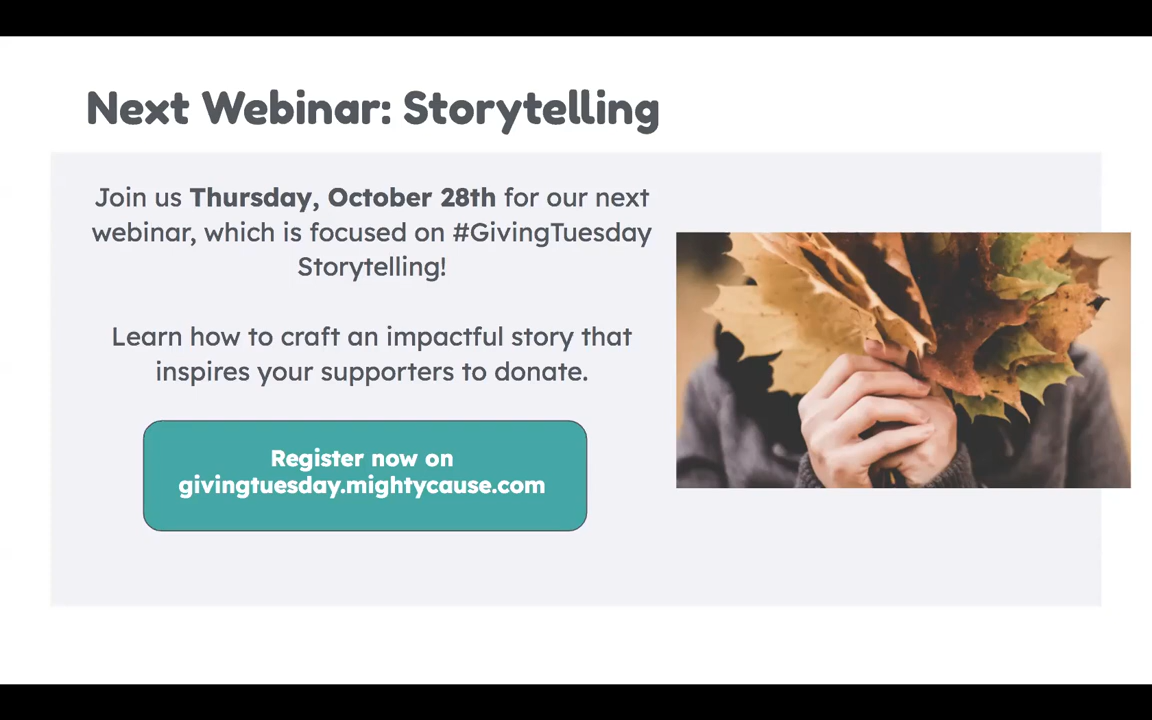 Next Webinar: Storytelling
Join us Thursday, October 28th for our next
webinar, which is focused on #GivingTuesday
Storytelling!
Learn how to craft an impactful story that
inspires your supporters to donate.
Register now on
givingtuesday.mightycause.com